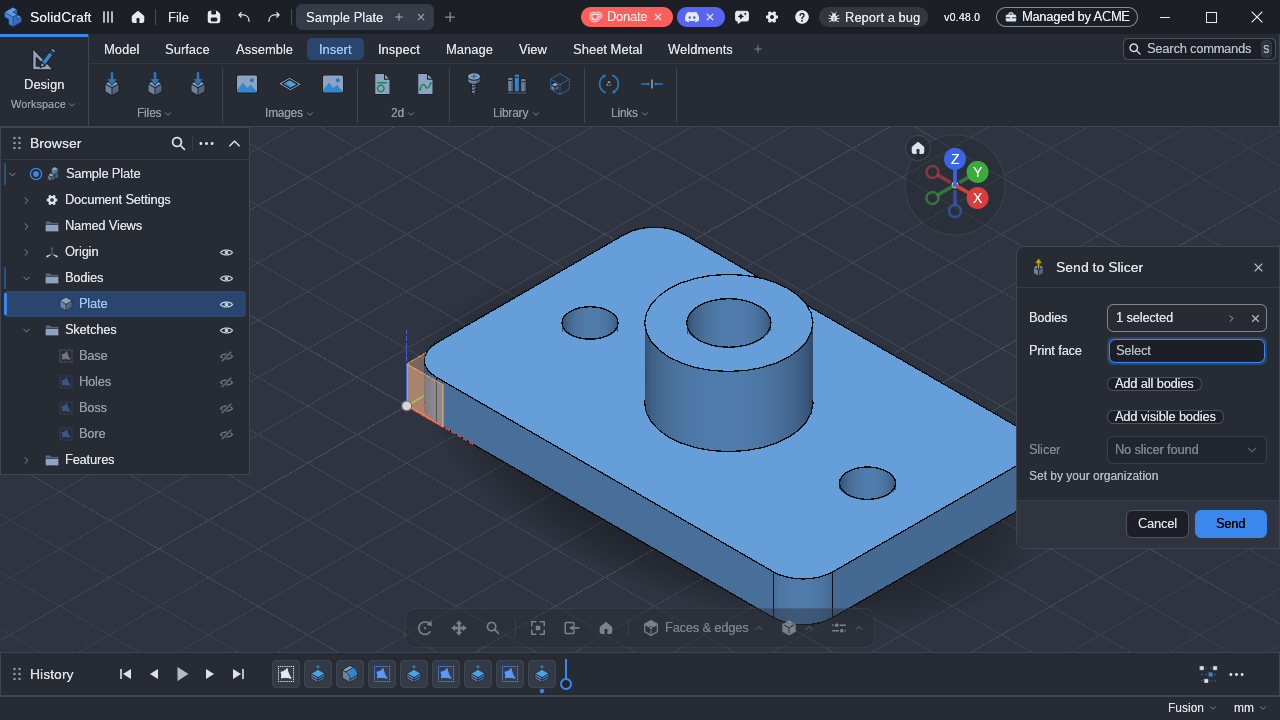 SolidCraft
File
Sample Plate
Donate
Report a bug
v0.48.0
Managed by ACME
Design
Workspace
Model
Surface
Assemble
Insert
Inspect
Manage
View
Sheet Metal
Weldments
Search commands
S
Files
Images
2d
Library
Links
Browser
Sample Plate
Document Settings
Named Views
Origin
Bodies
Plate
Sketches
Base
Holes
Boss
Bore
Features
Z
Y
X
Send to Slicer
Bodies
1 selected
Print face
Select
Add all bodies
Add visible bodies
Slicer
No slicer found
Set by your organization
Cancel
Send
Faces & edges
History
Fusion
mm